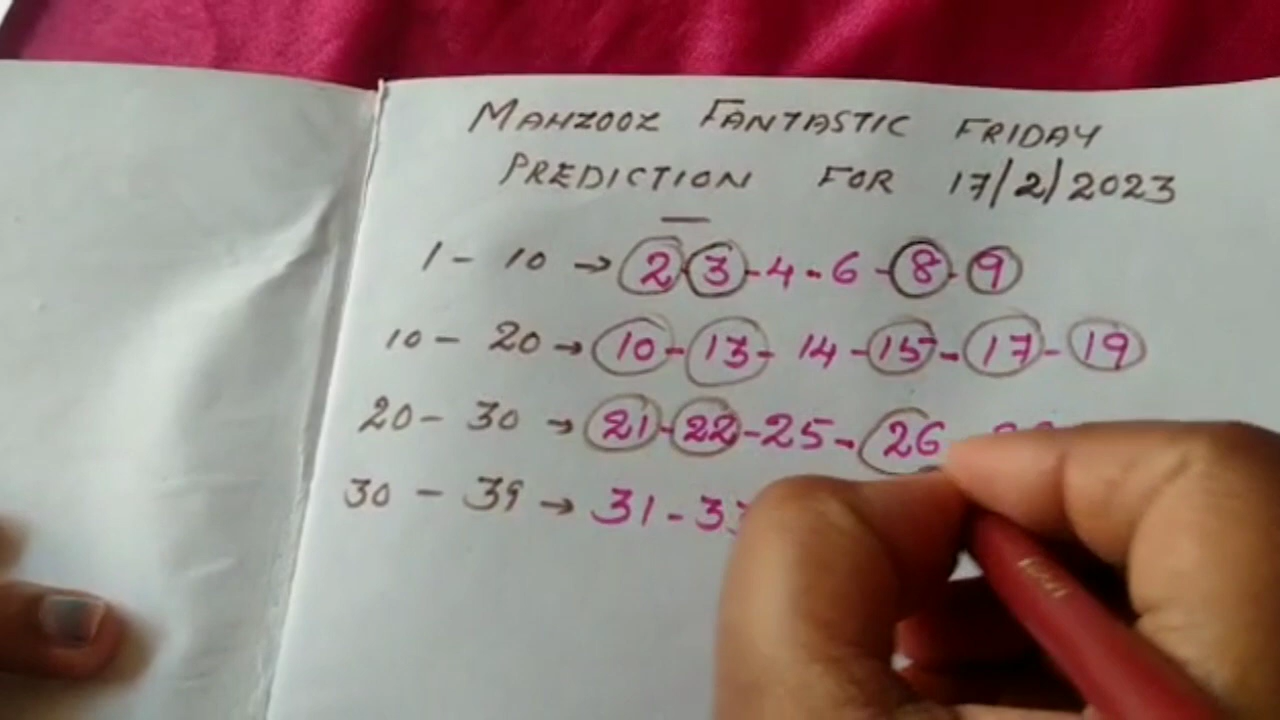 MAHZOOZ FANTASTIC FRIDAY
PREDICTION FOR 17/2/2023
1 - 10 → 2 - 3 - 4 - 6 - 8 - 9
10 - 20 → 10 - 13 - 14 - 15 - 17 - 19
20 - 30 → 21 - 22 - 25 - 26
30 - 39 → 31 - 33